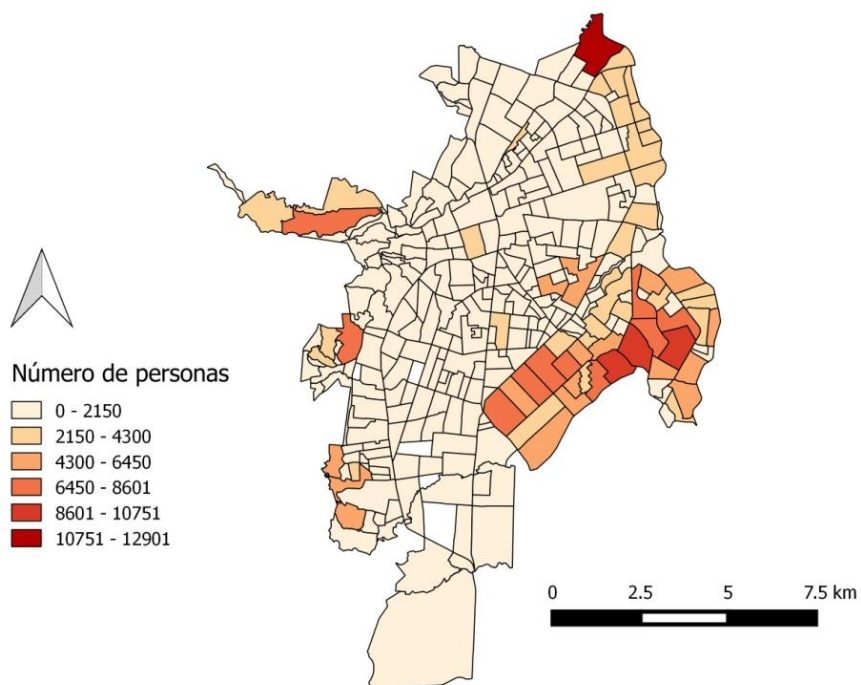 Número de personas
0 - 2150
2150 - 4300
4300 - 6450
6450 - 8601
8601 - 10751
10751 - 12901
0 2.5 5 7.5 km